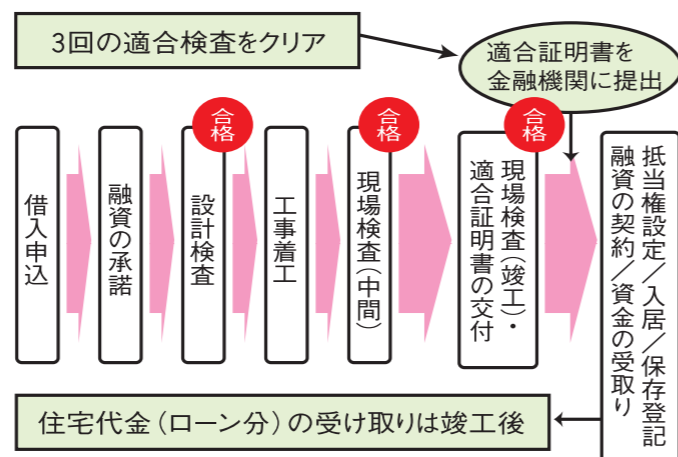 3回の適合検査をクリア
適合証明書を
金融機関に提出
借入申込
融資の承諾
合格
設計検査
工事着工
合格
現場検査（中間）
合格
現場検査（竣工）・
適合証明書の交付
抵当権設定／入居／保存登記
融資の契約／資金の受取り
住宅代金（ローン分）の受け取りは竣工後